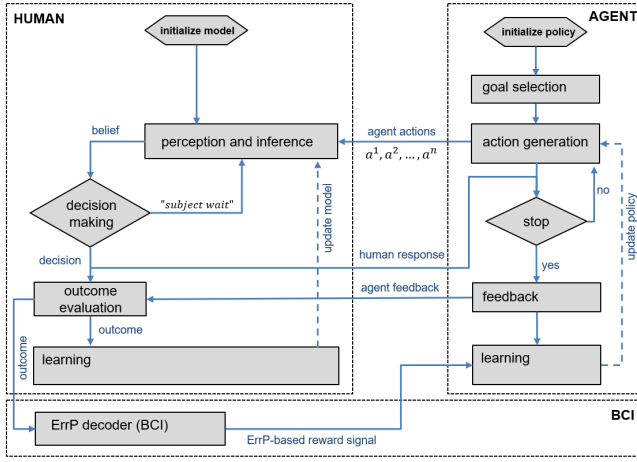 HUMAN
AGENT
initialize model
initialize policy
goal selection
belief
perception and inference
agent actions
a¹, a², …, aⁿ
action generation
no
decision
making
"subject wait"
update model
stop
update policy
decision
human response
yes
outcome
evaluation
agent feedback
feedback
outcome
outcome
learning
learning
BCI
ErrP decoder (BCI)
ErrP-based reward signal